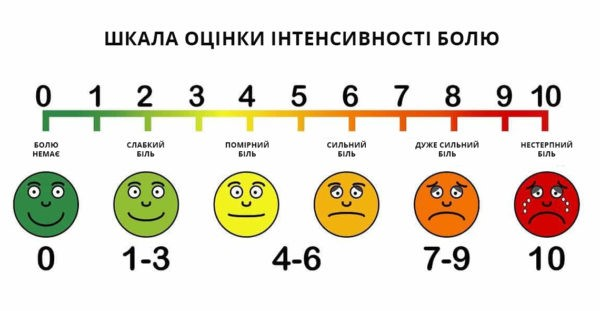 ШКАЛА ОЦІНКИ ІНТЕНСИВНОСТІ БОЛЮ
0 1 2 3 4 5 6 7 8 9 10
БОЛЮ НЕМАЄ
СЛАБКИЙ БІЛЬ
ПОМІРНИЙ БІЛЬ
СИЛЬНИЙ БІЛЬ
ДУЖЕ СИЛЬНИЙ БІЛЬ
НЕСТЕРПНИЙ БІЛЬ
0 1-3 4-6 7-9 10